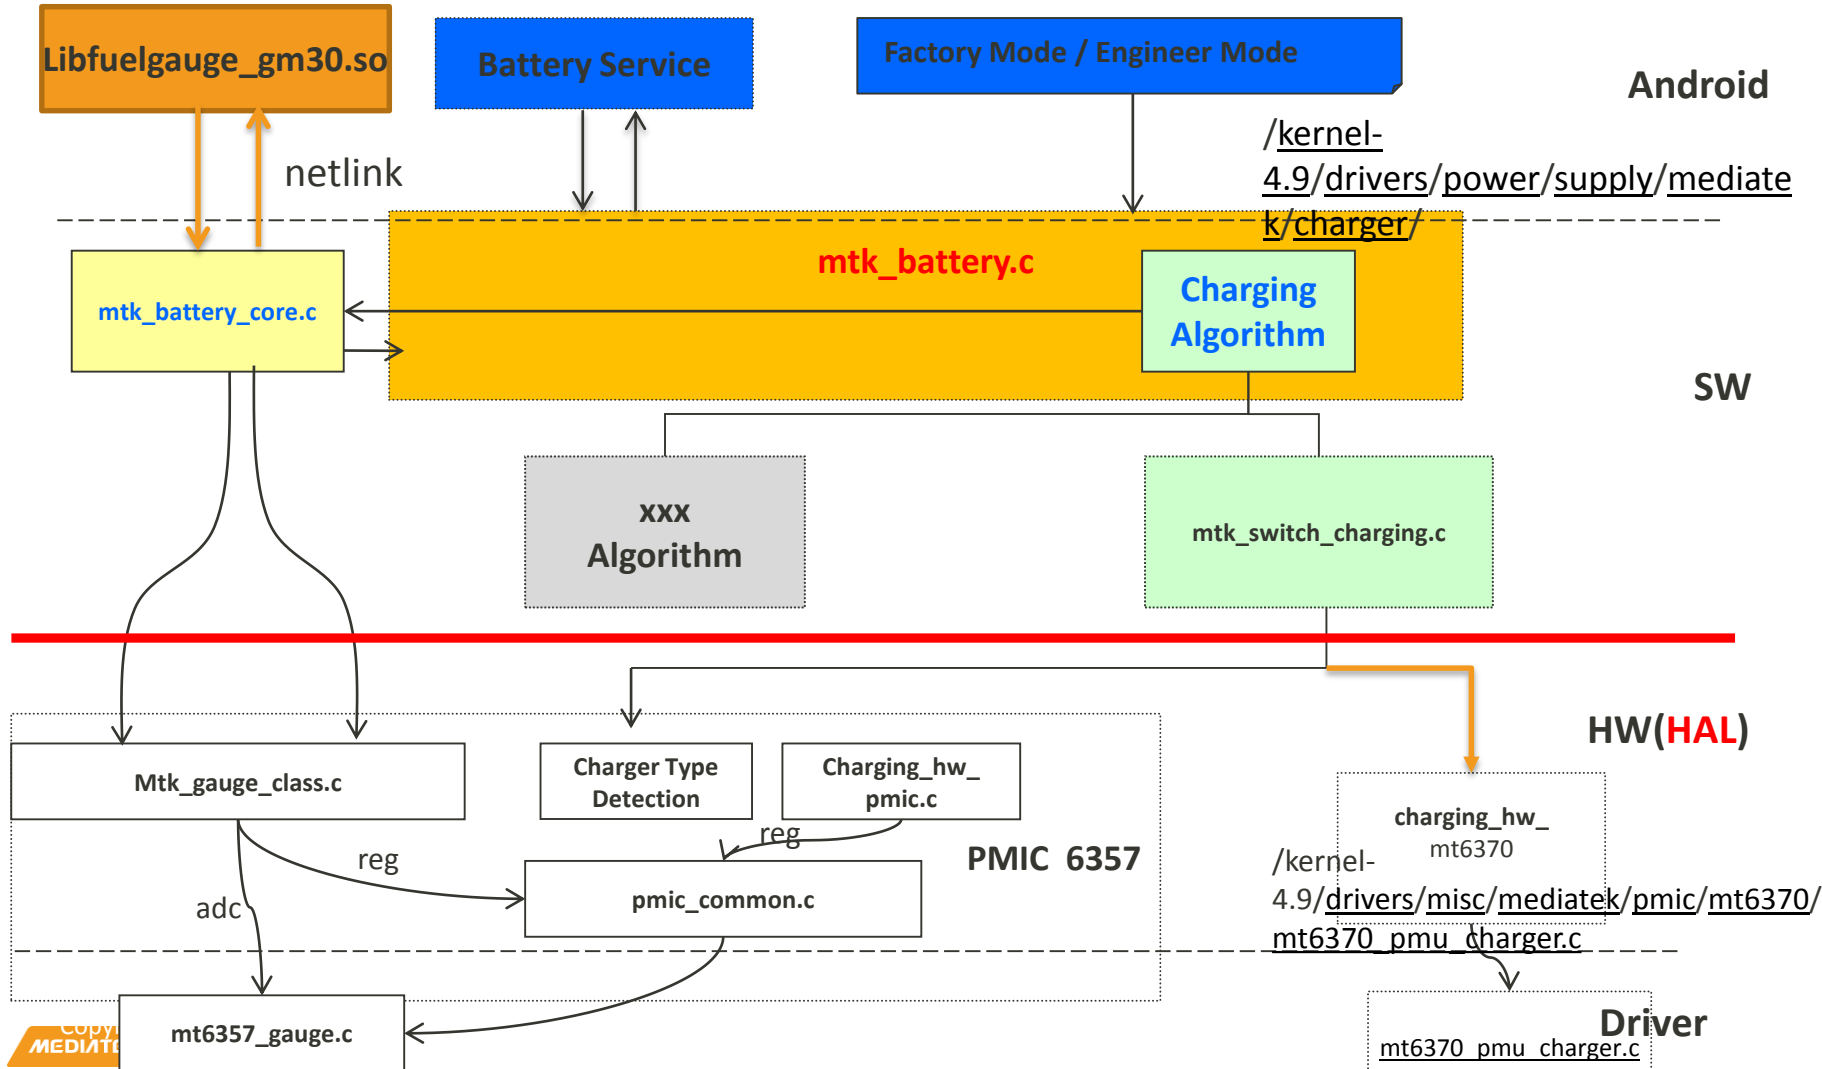 Libfuelgauge_gm30.so
Battery Service
Factory Mode / Engineer Mode
Android
/kernel-
4.9/drivers/power/supply/mediate
k/charger/
netlink
mtk_battery.c
mtk_battery_core.c
Charging
Algorithm
SW
xxx
Algorithm
mtk_switch_charging.c
HW(HAL)
Mtk_gauge_class.c
Charger Type
Detection
Charging_hw_
pmic.c
charging_hw_
mt6370
reg
reg
PMIC 6357
/kernel-
4.9/drivers/misc/mediatek/pmic/mt6370/
mt6370_pmu_charger.c
pmic_common.c
adc
mt6357_gauge.c
Driver
mt6370_pmu_charger.c